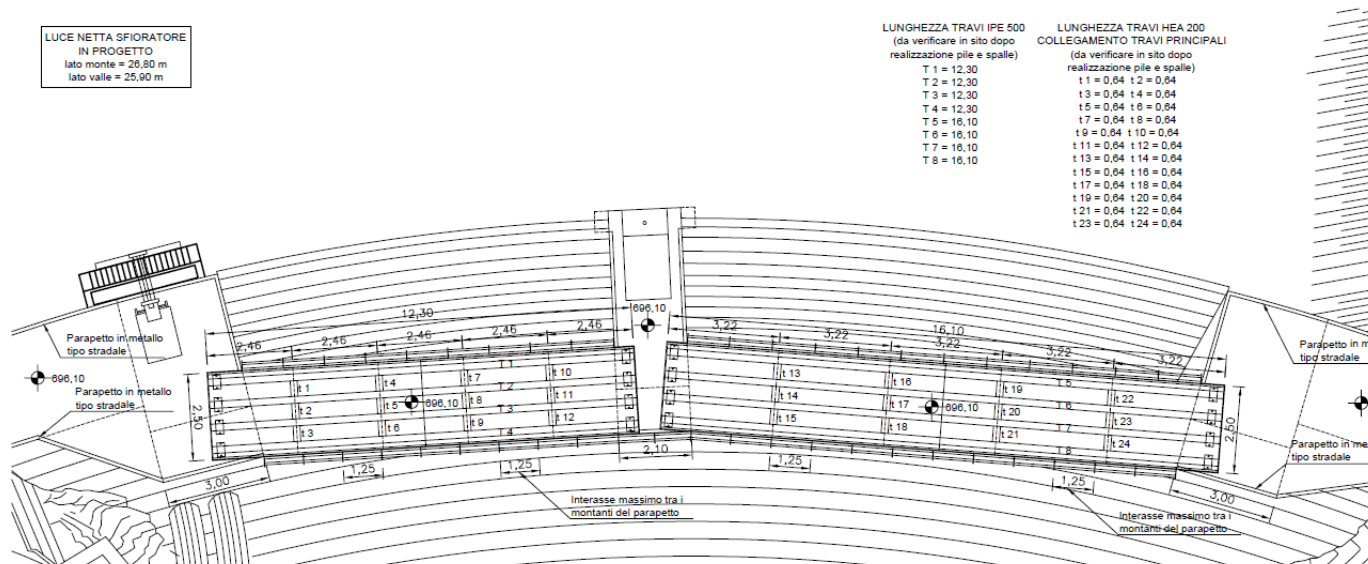 LUCE NETTA SFIORATORE
IN PROGETTO
lato monte = 26,80 m
lato valle = 25,90 m
LUNGHEZZA TRAVI IPE 500
(da verificare in sito dopo
realizzazione pile e spalle)
T 1 = 12,30
T 2 = 12,30
T 3 = 12,30
T 4 = 12,30
T 5 = 16,10
T 6 = 16,10
T 7 = 16,10
T 8 = 16,10
LUNGHEZZA TRAVI HEA 200
COLLEGAMENTO TRAVI PRINCIPALI
(da verificare in sito dopo
realizzazione pile e spalle)
t 1 = 0,64 t 2 = 0,64
t 3 = 0,64 t 4 = 0,64
t 5 = 0,64 t 6 = 0,64
t 7 = 0,64 t 8 = 0,64
t 9 = 0,64 t 10 = 0,64
t 11 = 0,64 t 12 = 0,64
t 13 = 0,64 t 14 = 0,64
t 15 = 0,64 t 16 = 0,64
t 17 = 0,64 t 18 = 0,64
t 19 = 0,64 t 20 = 0,64
t 21 = 0,64 t 22 = 0,64
t 23 = 0,64 t 24 = 0,64
12,30
2,46
2,46
2,46
2,46
2,46
696,10
16,10
3,22
3,22
3,22
3,22
3,22
Parapetto in metallo
tipo stradale
696,10
Parapetto in metallo
tipo stradale
2,50
t 1
t 2
t 3
t 4
t 5
t 6
t 7
t 8
t 9
t 10
t 11
t 12
T 1
T 2
T 3
T 4
696,10
t 13
t 14
t 15
t 16
t 17
t 18
t 19
t 20
t 21
t 22
t 23
t 24
T 5
T 6
T 7
T 8
696,10
2,50
Parapetto in m
tipo stradale
Parapetto in me
tipo stradale
3,00
1,25
1,25
2,10
1,25
1,25
3,00
Interasse massimo tra i
montanti del parapetto
Interasse massimo tra i
montanti del parapetto